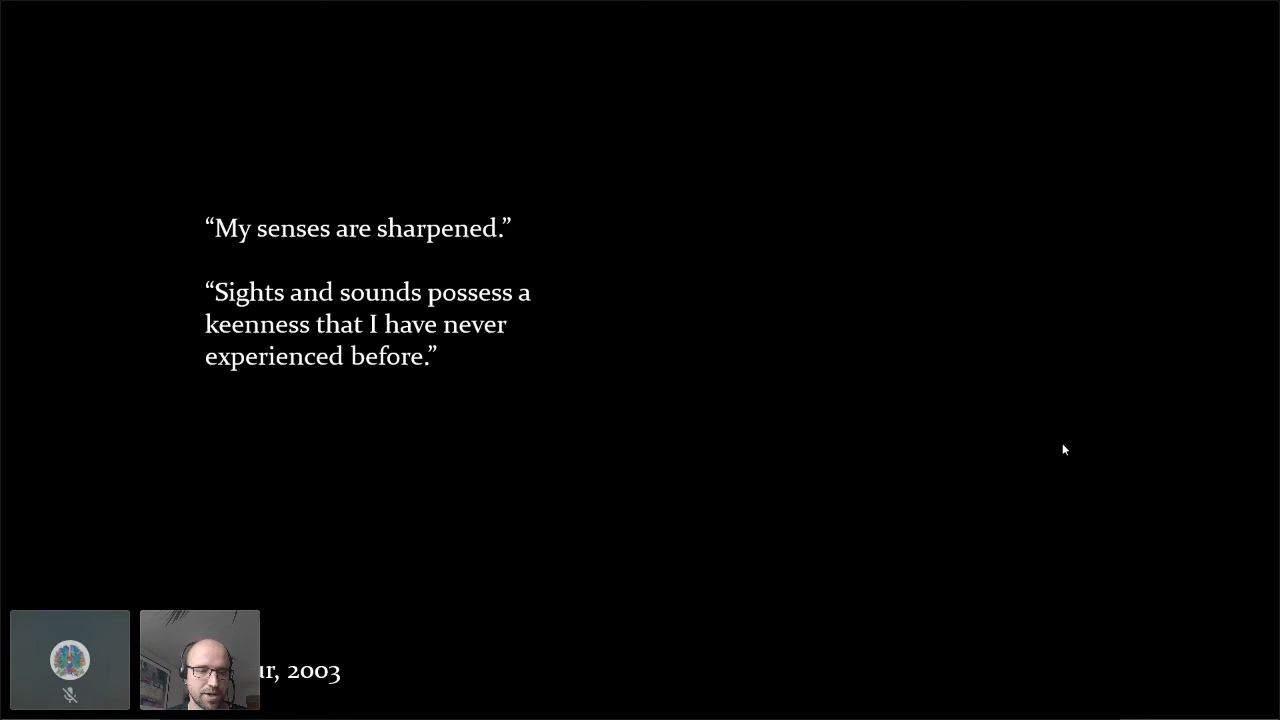 “My senses are sharpened.”
“Sights and sounds possess a
keenness that I have never
experienced before.”
2003